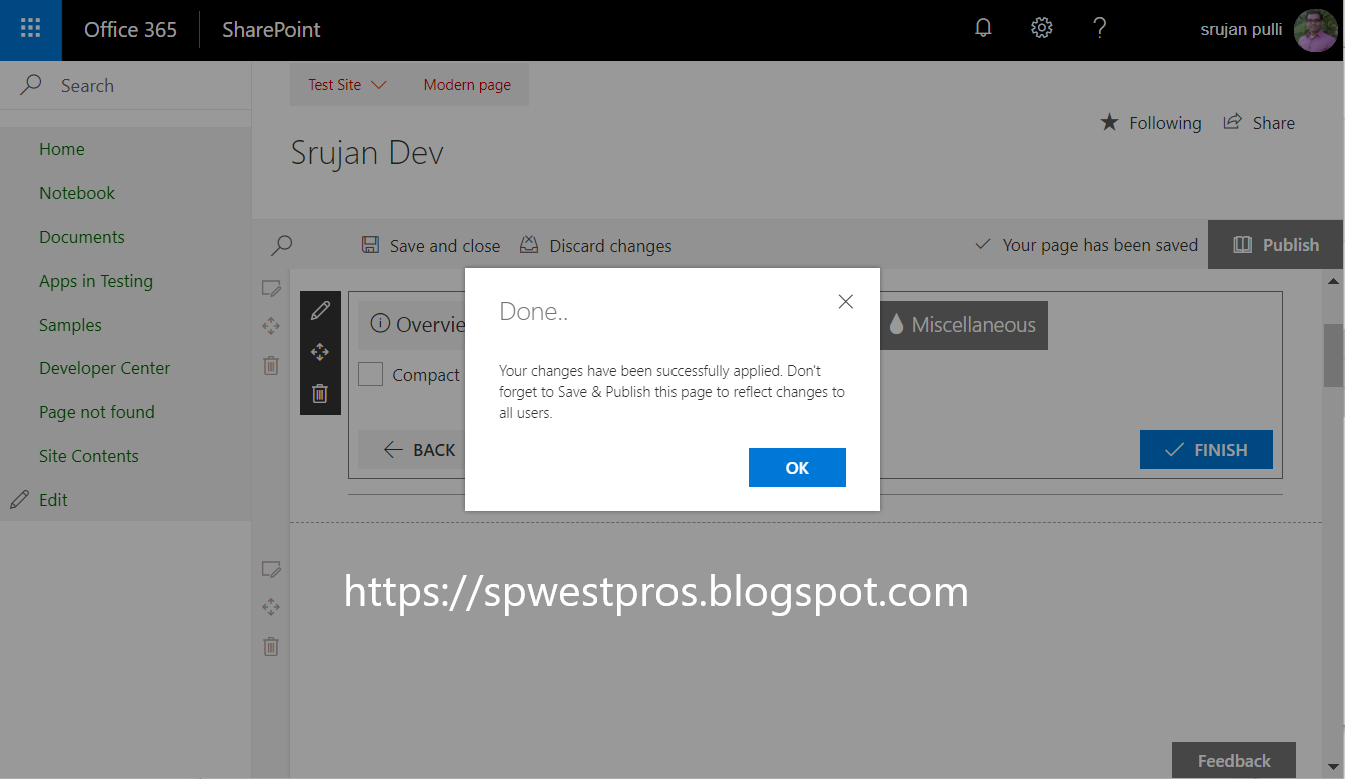 Office 365 SharePoint srujan pulli
Search
Test Site Modern page
Following Share
Srujan Dev
Home
Notebook
Documents
Apps in Testing
Samples
Developer Center
Page not found
Site Contents
Edit
Save and close Discard changes Your page has been saved Publish
Overvie Miscellaneous
Compact
BACK FINISH
Done..
Your changes have been successfully applied. Don't
forget to Save & Publish this page to reflect changes to
all users.
OK
https://spwestpros.blogspot.com
Feedback